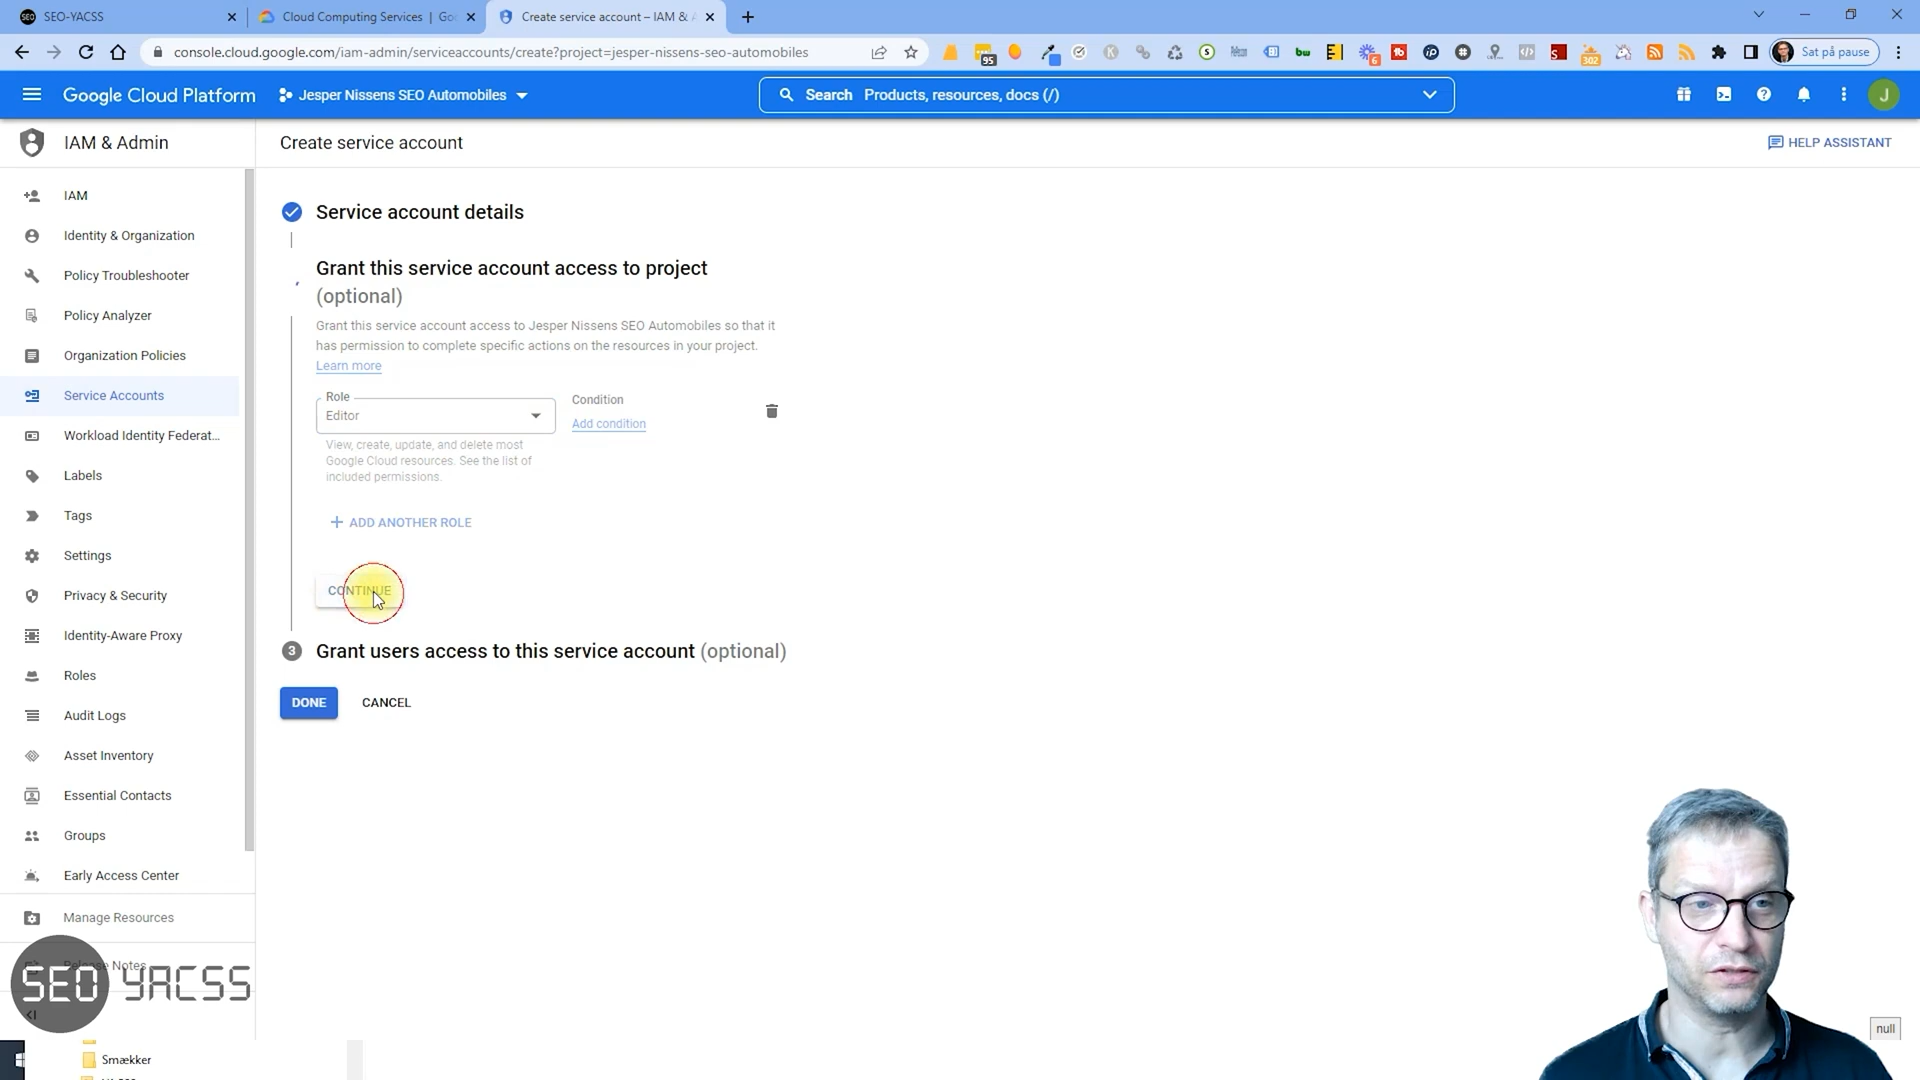 SEO-YACSS
Cloud Computing Services | Goo
Create service account – IAM & A
console.cloud.google.com/iam-admin/serviceaccounts/create?project=jesper-nissens-seo-automobiles
95
bw
6
302
Sat på pause
Google Cloud Platform
Jesper Nissens SEO Automobiles
Search Products, resources, docs (/)
J
IAM & Admin
Create service account
HELP ASSISTANT
IAM
Identity & Organization
Policy Troubleshooter
Policy Analyzer
Organization Policies
Service Accounts
Workload Identity Federat...
Labels
Tags
Settings
Privacy & Security
Identity-Aware Proxy
Roles
Audit Logs
Asset Inventory
Essential Contacts
Groups
Early Access Center
Manage Resources
Release Notes
Service account details
Grant this service account access to project
(optional)
Grant this service account access to Jesper Nissens SEO Automobiles so that it
has permission to complete specific actions on the resources in your project.
Learn more
Role
Editor
Condition
Add condition
View, create, update, and delete most
Google Cloud resources. See the list of
included permissions.
ADD ANOTHER ROLE
CONTINUE
3 Grant users access to this service account (optional)
DONE
CANCEL
SEO YACSS
Smækker
null